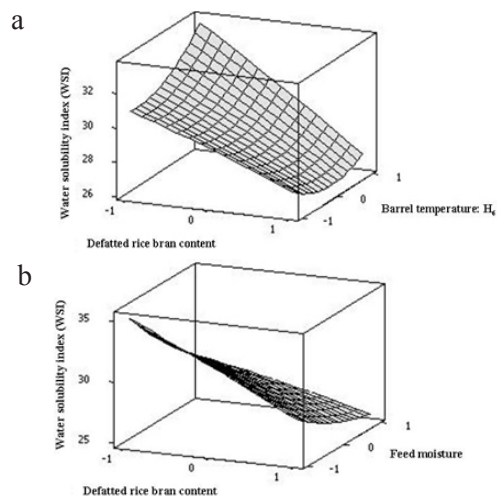 a
Water solubility index (WSI)
32
30
28
26
-1
0
1
Defatted rice bran content
-1
0
1
Barrel temperature: H₆
b
Water solubility index (WSI)
35
30
25
-1
0
1
Defatted rice bran content
-1
0
1
Feed moisture